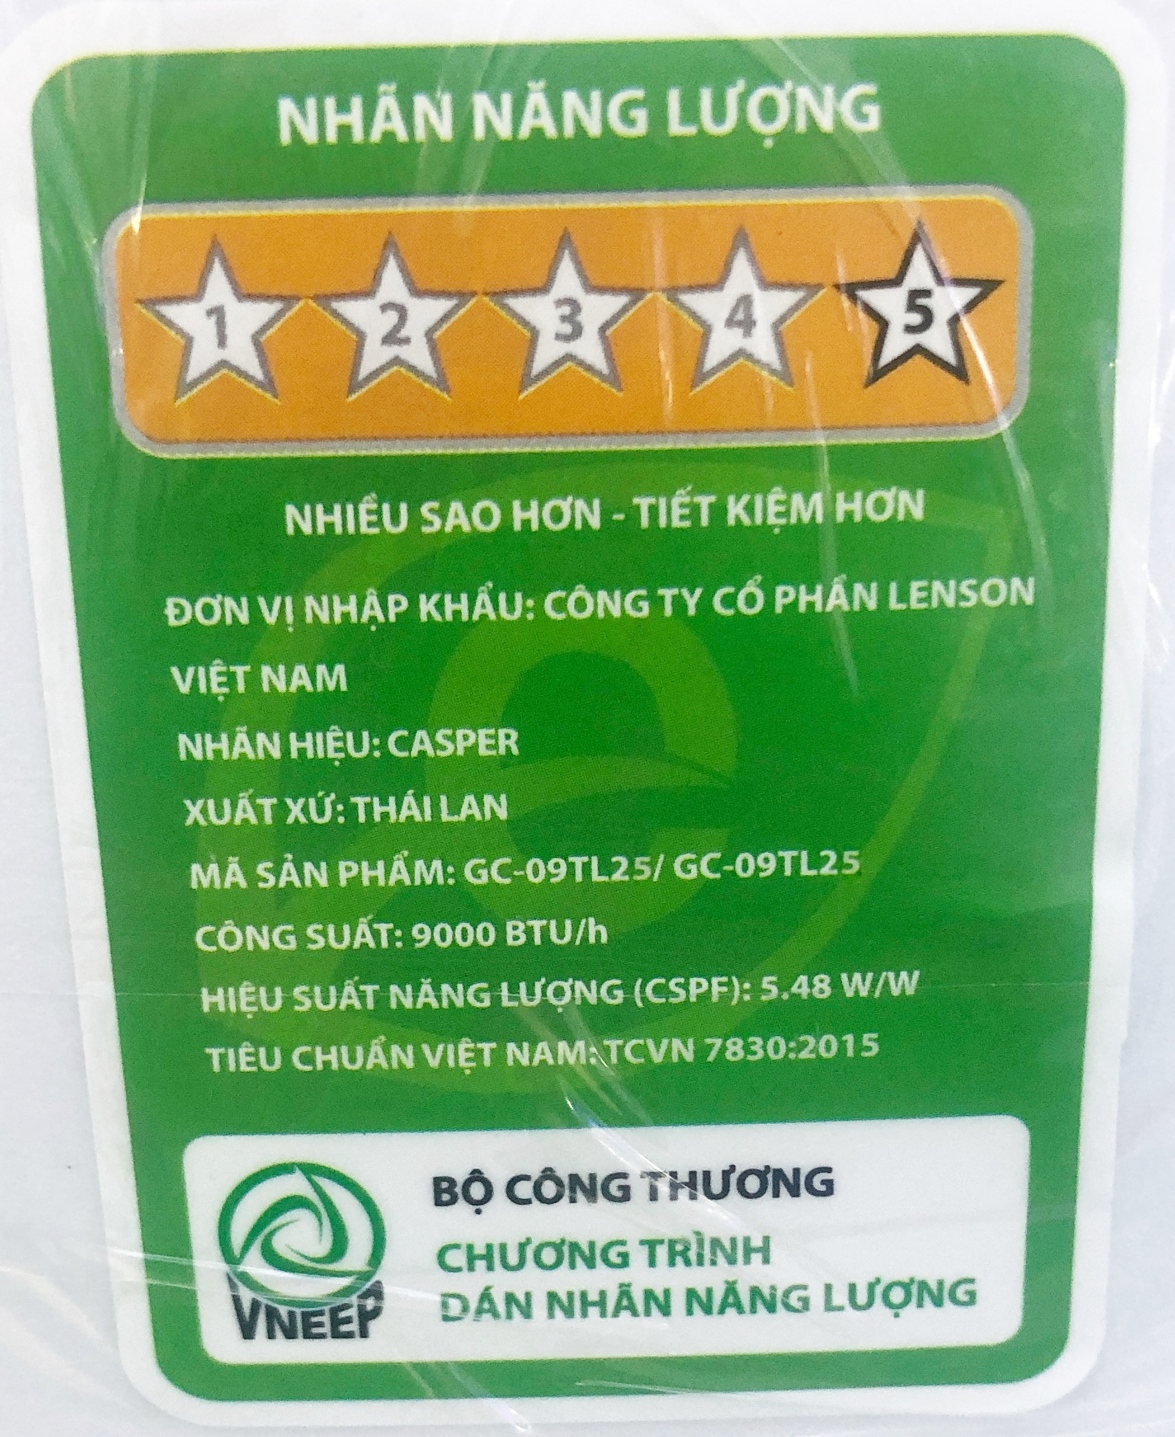 NHÃN NĂNG LƯỢNG
1 2 3 4 5
NHIỀU SAO HƠN - TIẾT KIỆM HƠN
ĐƠN VỊ NHẬP KHẨU: CÔNG TY CỔ PHẦN LENSON
VIỆT NAM
NHÃN HIỆU: CASPER
XUẤT XỨ: THÁI LAN
MÃ SẢN PHẨM: GC-09TL25/ GC-09TL25
CÔNG SUẤT: 9000 BTU/h
HIỆU SUẤT NĂNG LƯỢNG (CSPF): 5.48 W/W
TIÊU CHUẨN VIỆT NAM: TCVN 7830:2015
BỘ CÔNG THƯƠNG
CHƯƠNG TRÌNH
DÁN NHÃN NĂNG LƯỢNG
VNEEP